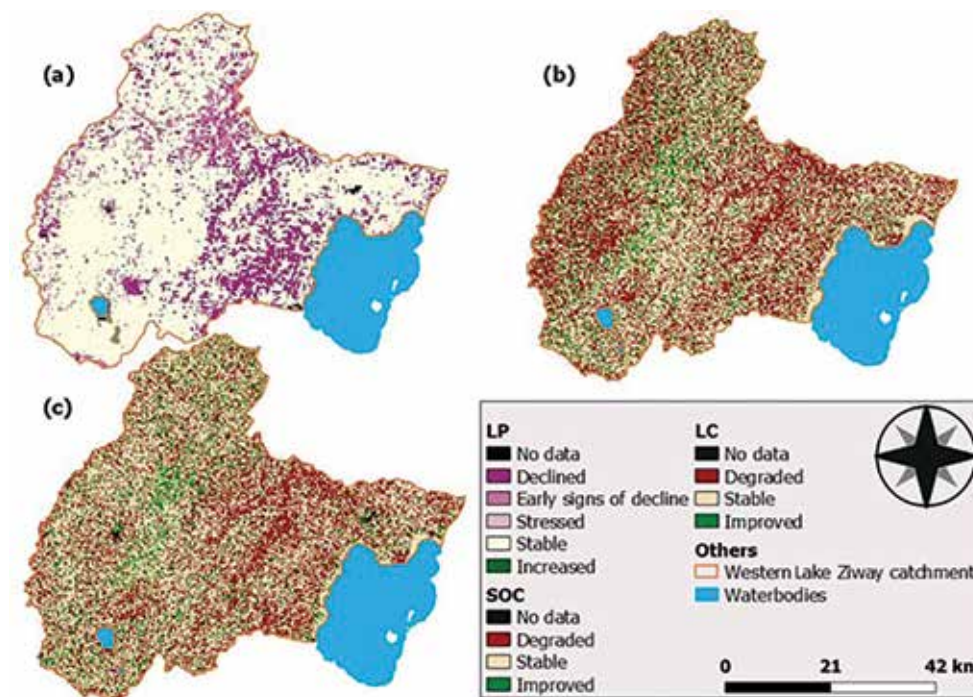 (a)
(b)
(c)
LP
No data
Declined
Early signs of decline
Stressed
Stable
Increased
SOC
No data
Degraded
Stable
Improved
LC
No data
Degraded
Stable
Improved
Others
Western Lake Ziway catchment
Waterbodies
0 21 42 km